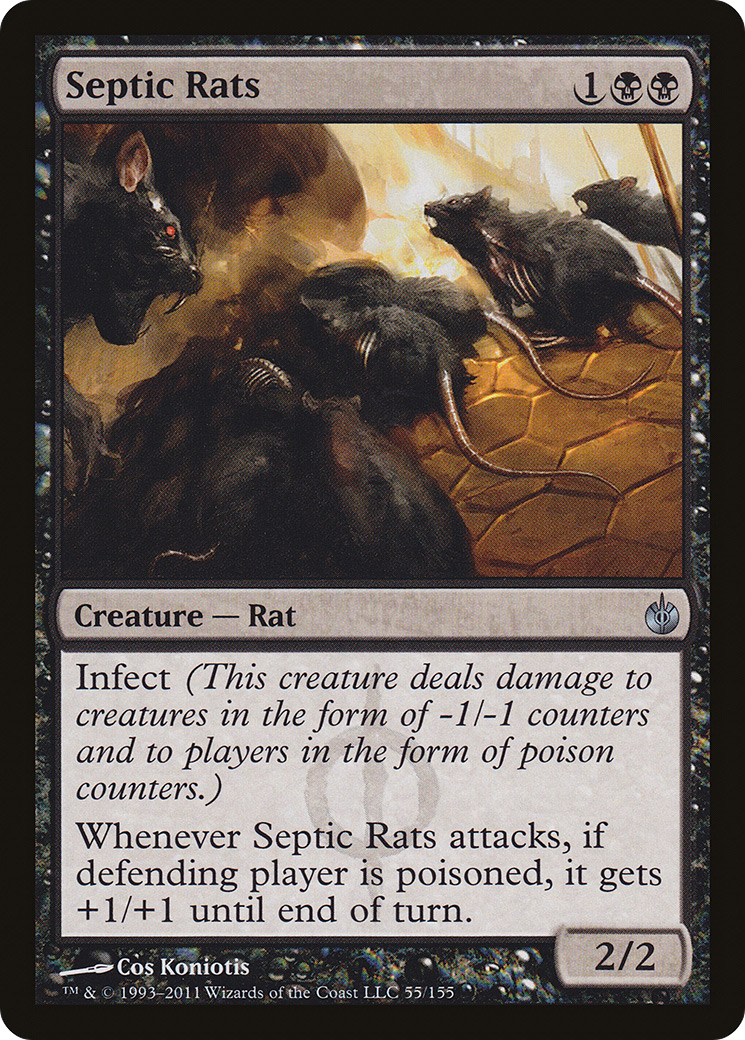 Septic Rats 1
Creature — Rat
Infect (This creature deals damage to
creatures in the form of -1/-1 counters
and to players in the form of poison
counters.)
Whenever Septic Rats attacks, if
defending player is poisoned, it gets
+1/+1 until end of turn.
2/2
Cos Koniotis
™ & © 1993–2011 Wizards of the Coast LLC 55/155